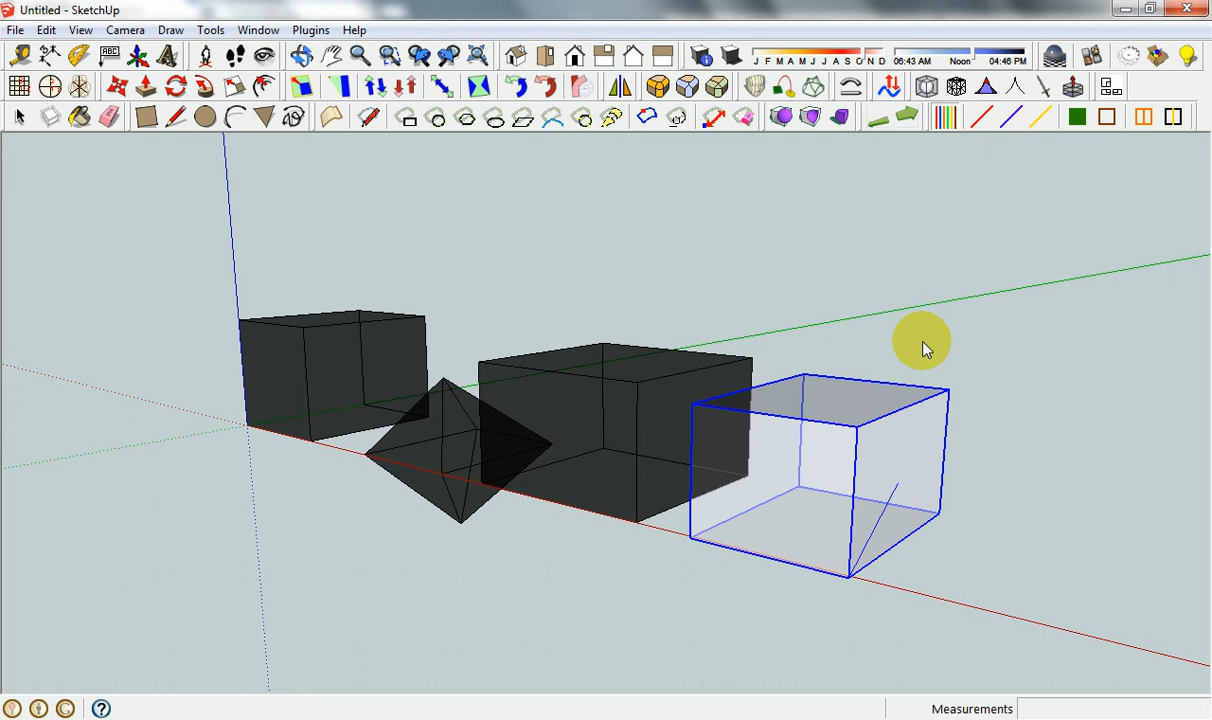 Untitled - SketchUp
File Edit View Camera Draw Tools Window Plugins Help
ABC
J F M A M J J A S O N D 06:43 AM Noon 04:46 PM
Measurements